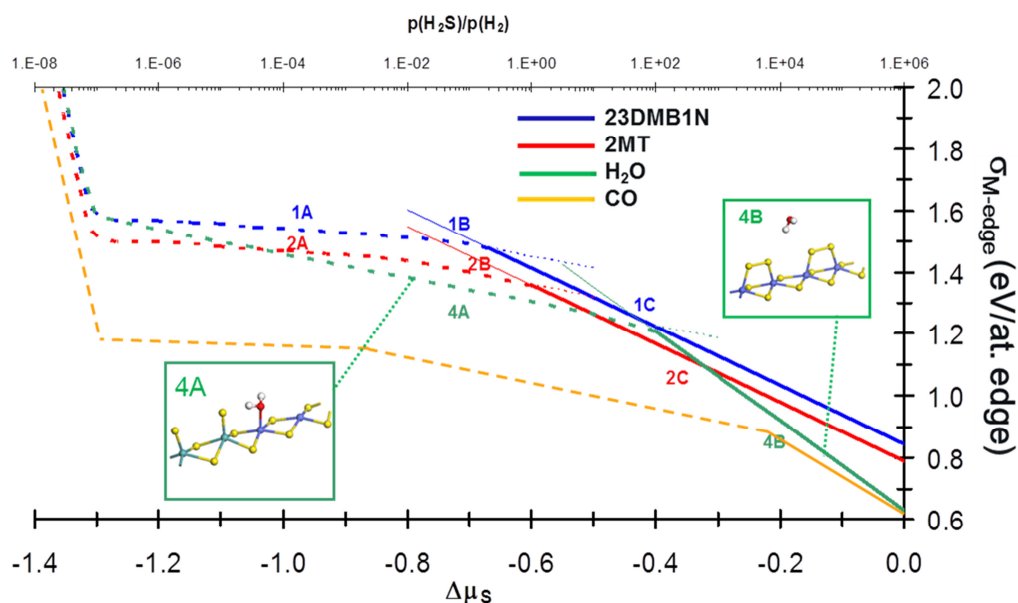 p(H₂S)/p(H₂)
1.E-08 1.E-06 1.E-04 1.E-02 1.E+00 1.E+02 1.E+04 1.E+06
2.0
23DMB1N
2MT
H₂O
CO
1.8
1.6
1.4
1.2
1.0
0.8
0.6
σM-edge (eV/at. edge)
1A
1B
2A
2B
4A
1C
2C
4B
4B
4A
-1.4 -1.2 -1.0 -0.8 -0.6 -0.4 -0.2 0.0
Δμs